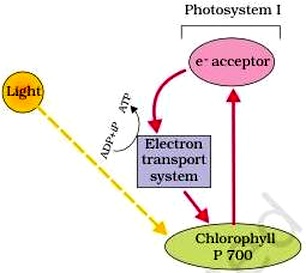 Photosystem I
e⁻ acceptor
Light
ADP+iP
ATP
Electron
transport
system
Chlorophyll
P 700